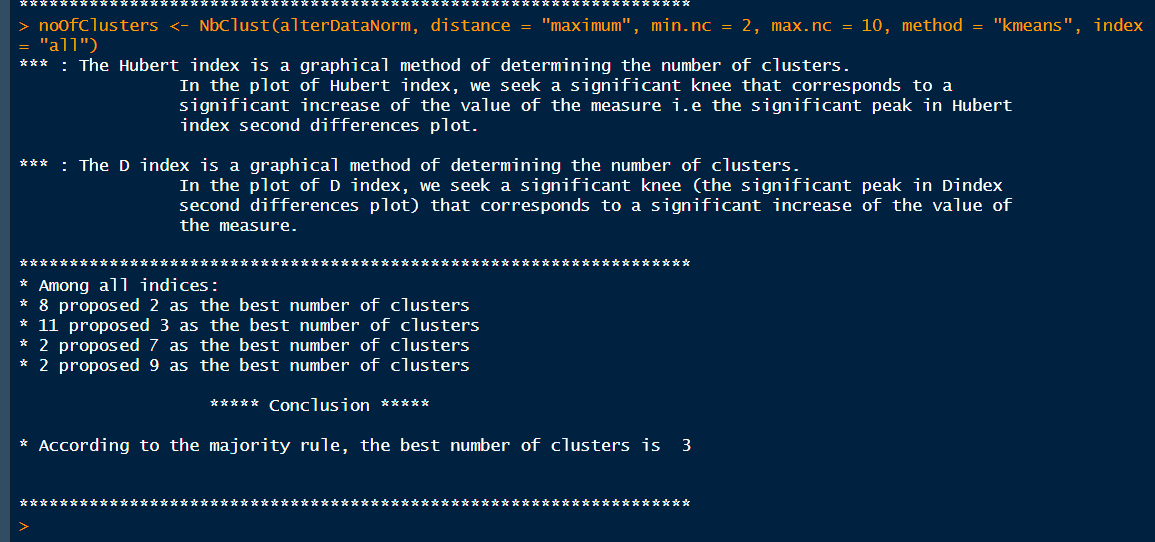 *******************************************************************
> noOfClusters <- NbClust(alterDataNorm, distance = "maximum", min.nc = 2, max.nc = 10, method = "kmeans", index
= "all")
*** : The Hubert index is a graphical method of determining the number of clusters.
In the plot of Hubert index, we seek a significant knee that corresponds to a
significant increase of the value of the measure i.e the significant peak in Hubert
index second differences plot.
*** : The D index is a graphical method of determining the number of clusters.
In the plot of D index, we seek a significant knee (the significant peak in Dindex
second differences plot) that corresponds to a significant increase of the value of
the measure.
*******************************************************************
* Among all indices:
* 8 proposed 2 as the best number of clusters
* 11 proposed 3 as the best number of clusters
* 2 proposed 7 as the best number of clusters
* 2 proposed 9 as the best number of clusters
***** Conclusion *****
* According to the majority rule, the best number of clusters is  3
*******************************************************************
>